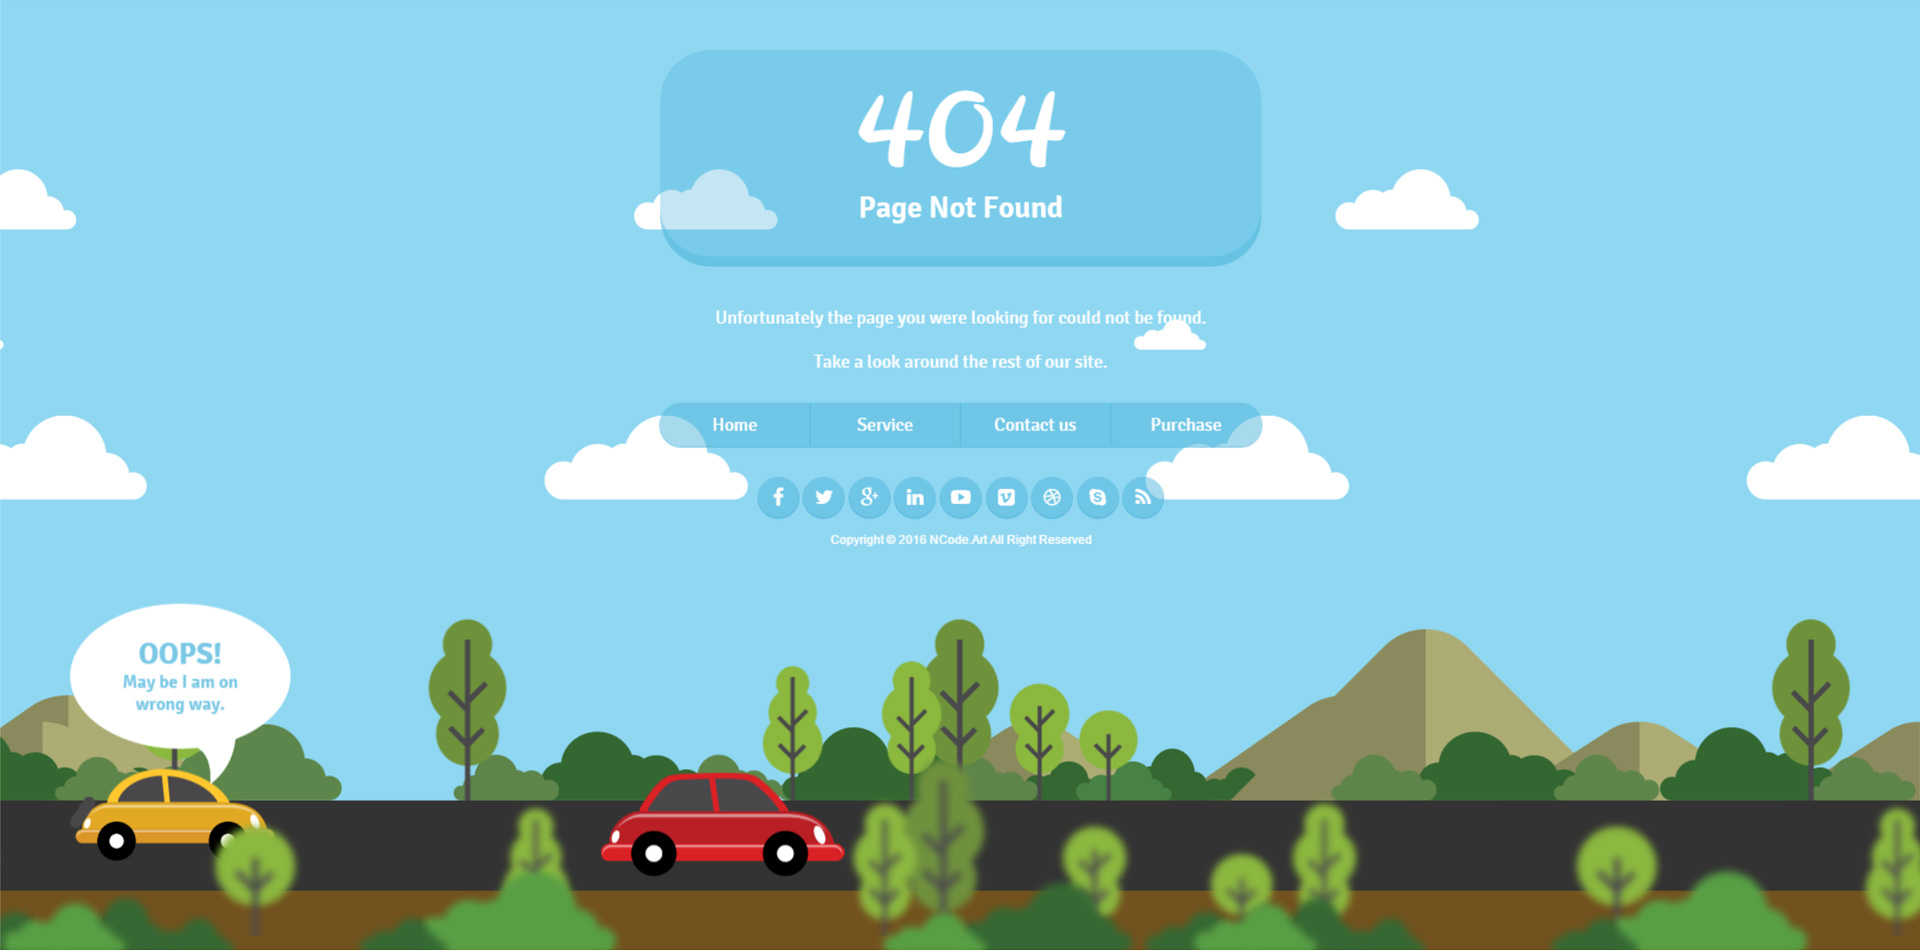 404
Page Not Found
Unfortunately the page you were looking for could not be found.
Take a look around the rest of our site.
Home Service Contact us Purchase
Copyright © 2016 NCode.Art All Right Reserved
OOPS!
May be I am on
wrong way.